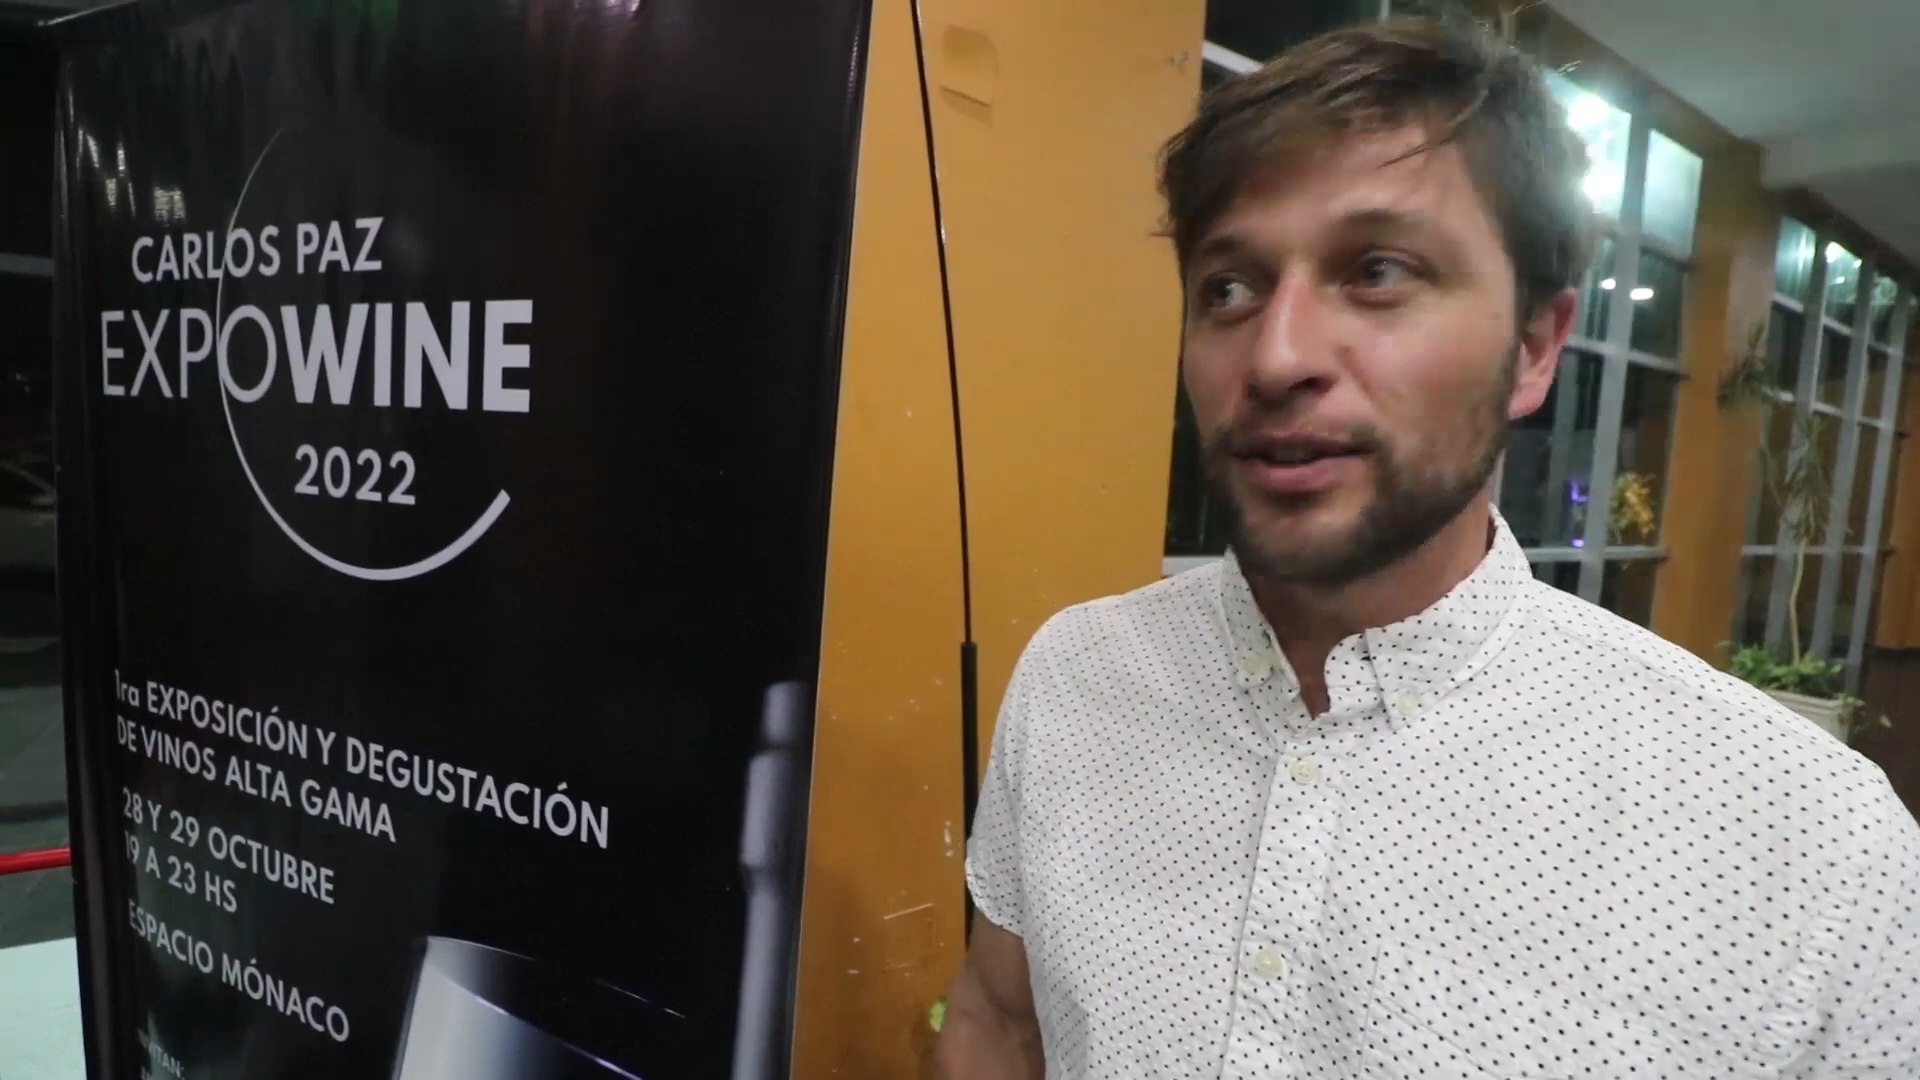 CARLOS PAZ
EXPOWINE
2022
1ra EXPOSICIÓN Y DEGUSTACIÓN
DE VINOS ALTA GAMA
28 Y 29 OCTUBRE
19 A 23 HS
ESPACIO MÓNACO